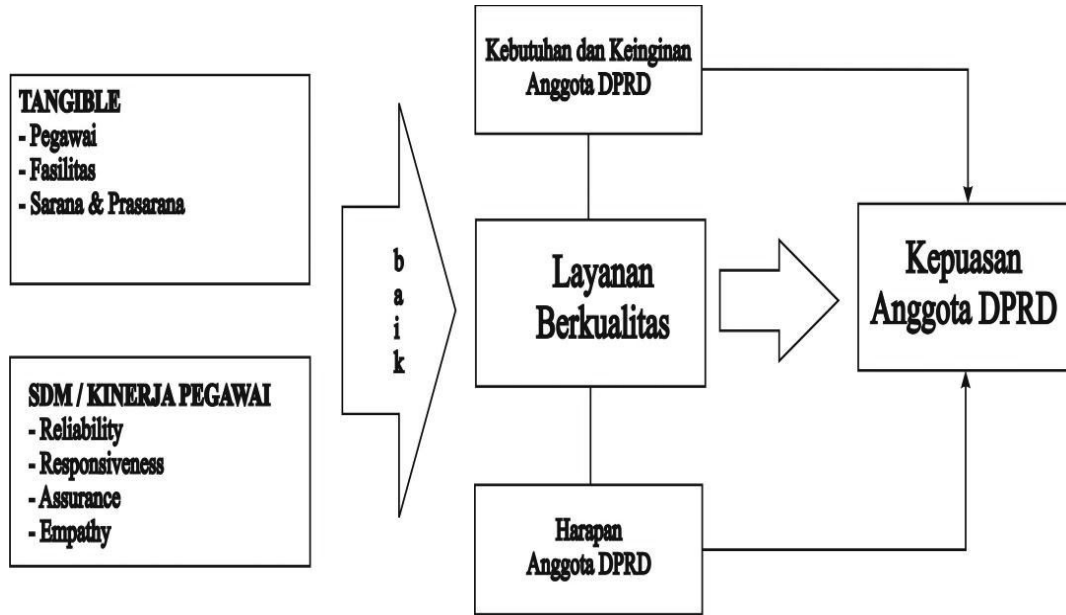 TANGIBLE
- Pegawai
- Fasilitas
- Sarana & Prasarana
SDM / KINERJA PEGAWAI
- Reliability
- Responsiveness
- Assurance
- Empathy
b
a
i
k
Kebutuhan dan Keinginan
Anggota DPRD
Layanan
Berkualitas
Harapan
Anggota DPRD
Kepuasan
Anggota DPRD